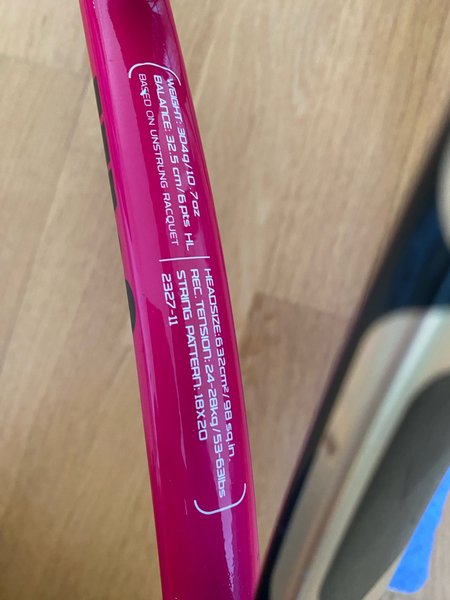 WEIGHT: 304g/10 .7oz
BALANCE: 32.5 cm/6 pts HL
BASED ON UNSTRUNG RACQUET
HEADSIZE: 632cm²/98 sq.in.
REC. TENSION: 24-28kg/53-63lbs
STRING PATTERN: 18X20
2327-11